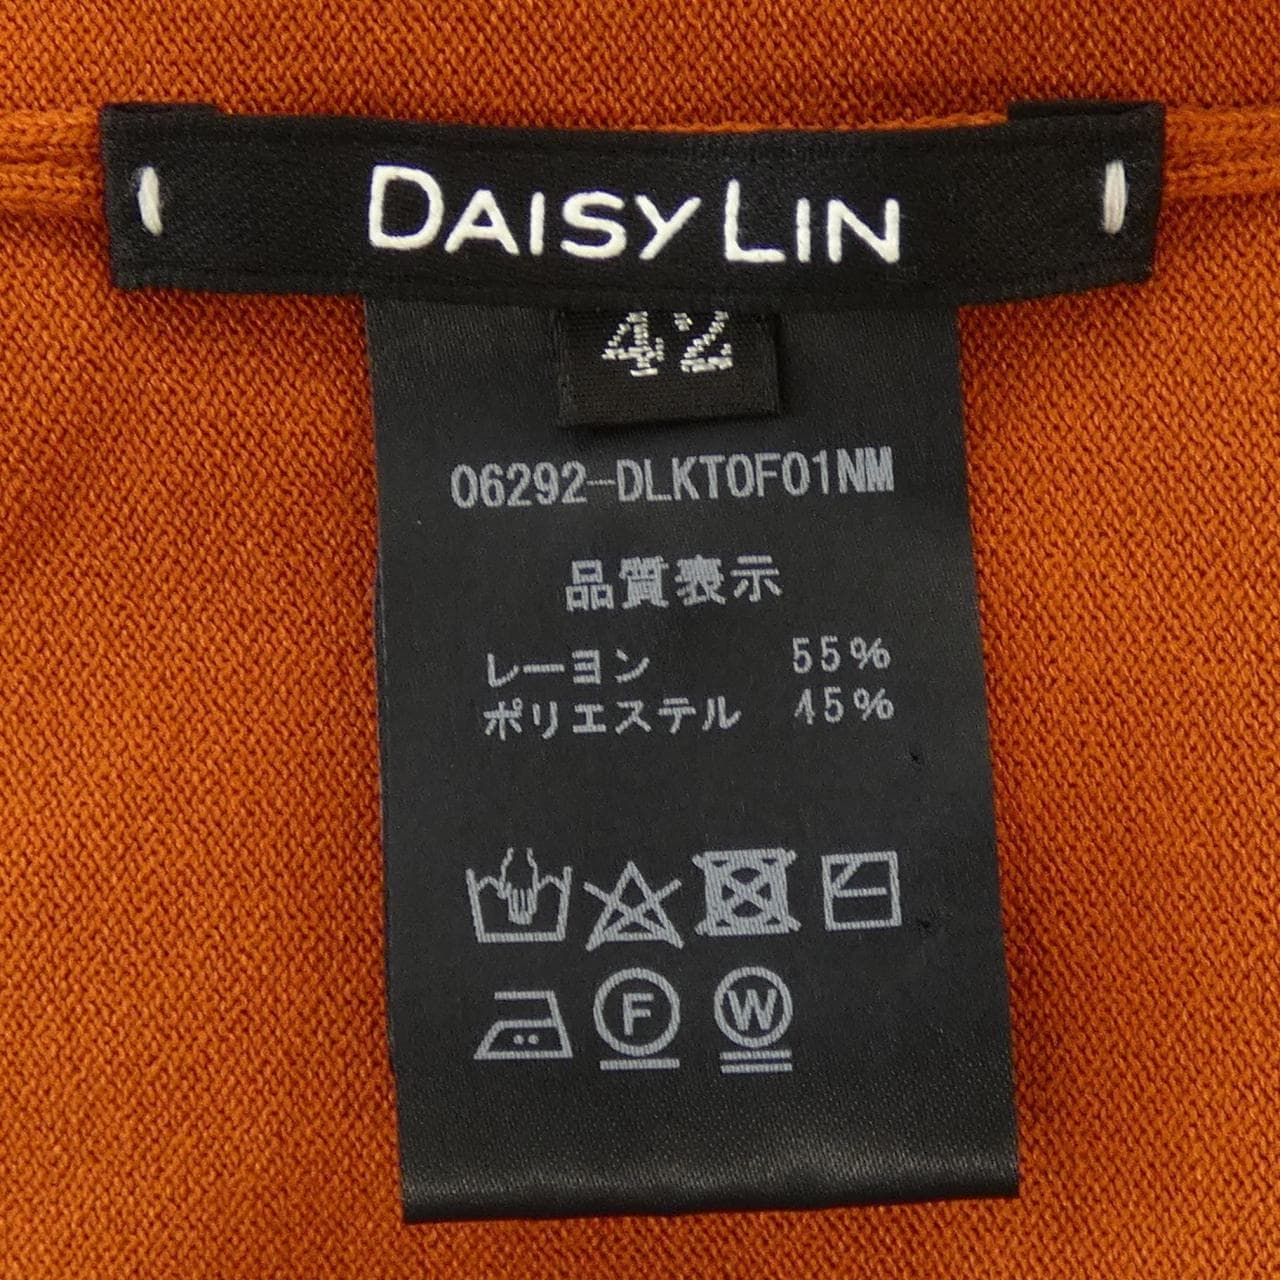 DAISY LIN
42
06292-DLKT0F01NM
品質表示
レーヨン 55%
ポリエステル 45%
F W